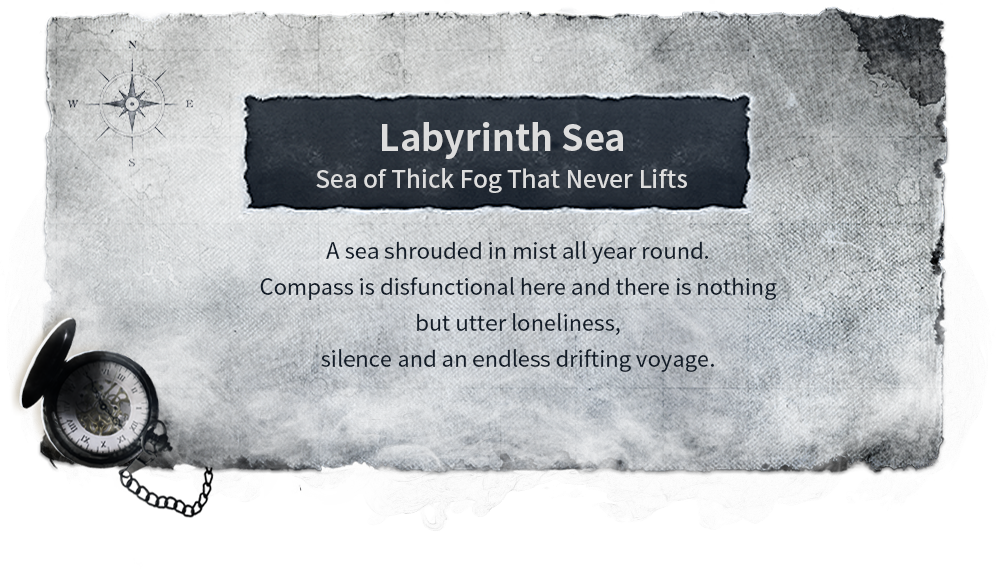 N
W E
S
Labyrinth Sea
Sea of Thick Fog That Never Lifts
A sea shrouded in mist all year round.
Compass is disfunctional here and there is nothing
but utter loneliness,
silence and an endless drifting voyage.